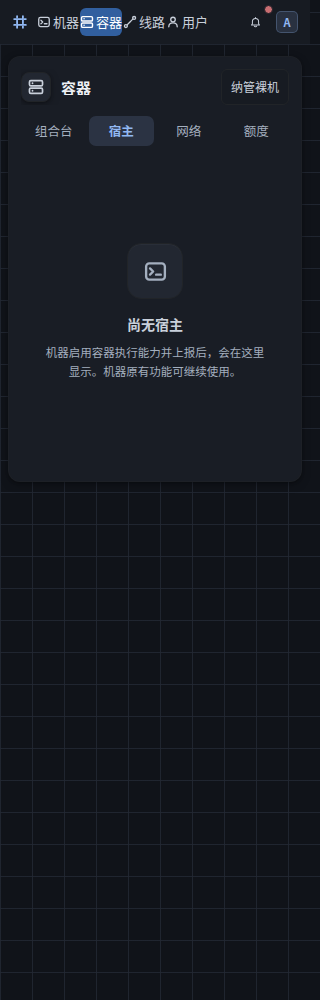 机器 容器 线路 用户 A
容器 纳管裸机
组合台 宿主 网络 额度
尚无宿主
机器启用容器执行能力并上报后，会在这里
显示。机器原有功能可继续使用。